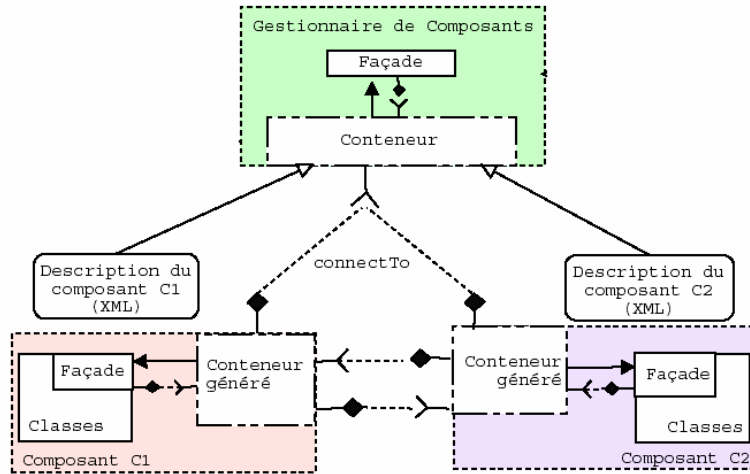 Gestionnaire de Composants
Façade
Conteneur
Description du
composant C1
(XML)
connectTo
Description du
composant C2
(XML)
Façade
Classes
Composant C1
Conteneur
généré
Conteneur
généré
Façade
Classes
Composant C2